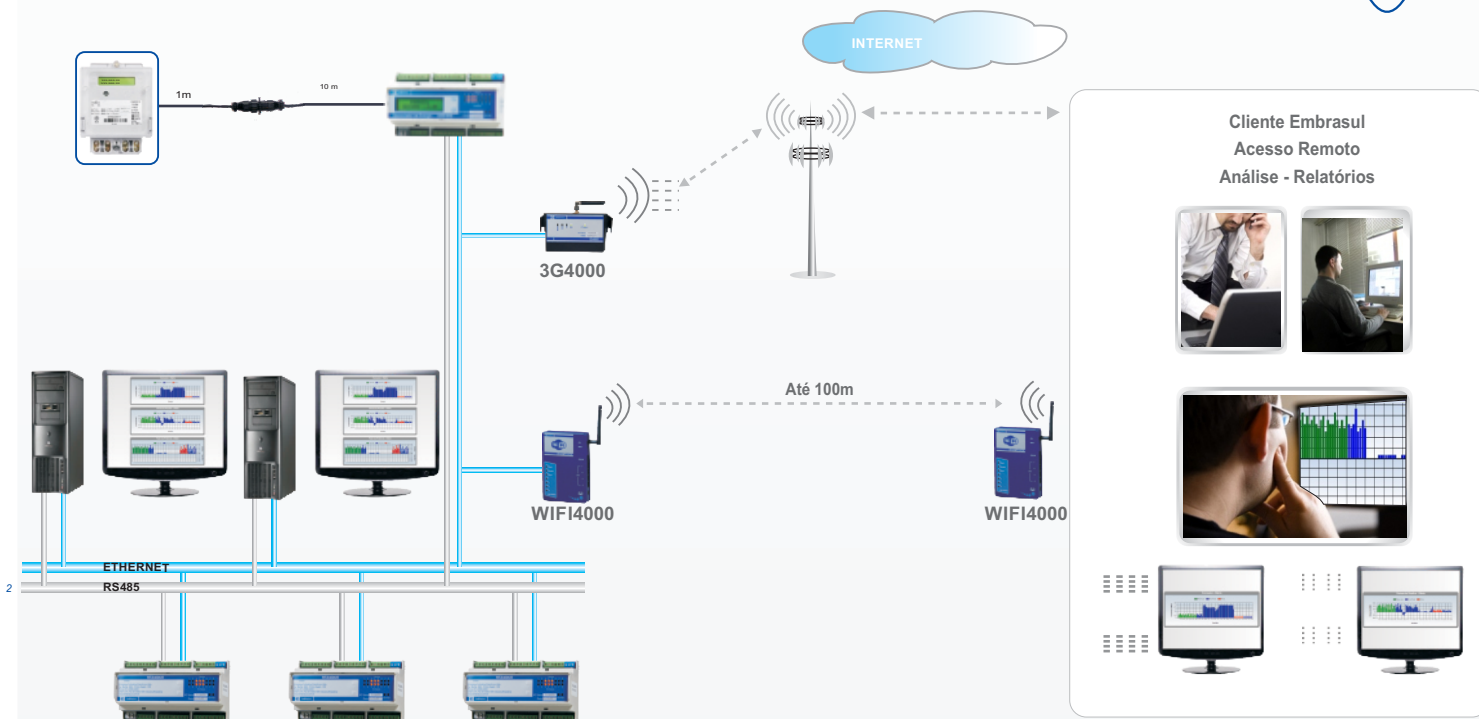 INTERNET
1m
10 m
Cliente Embrasul
Acesso Remoto
Análise - Relatórios
3G4000
Até 100m
WIFI4000
WIFI4000
ETHERNET
RS485
2